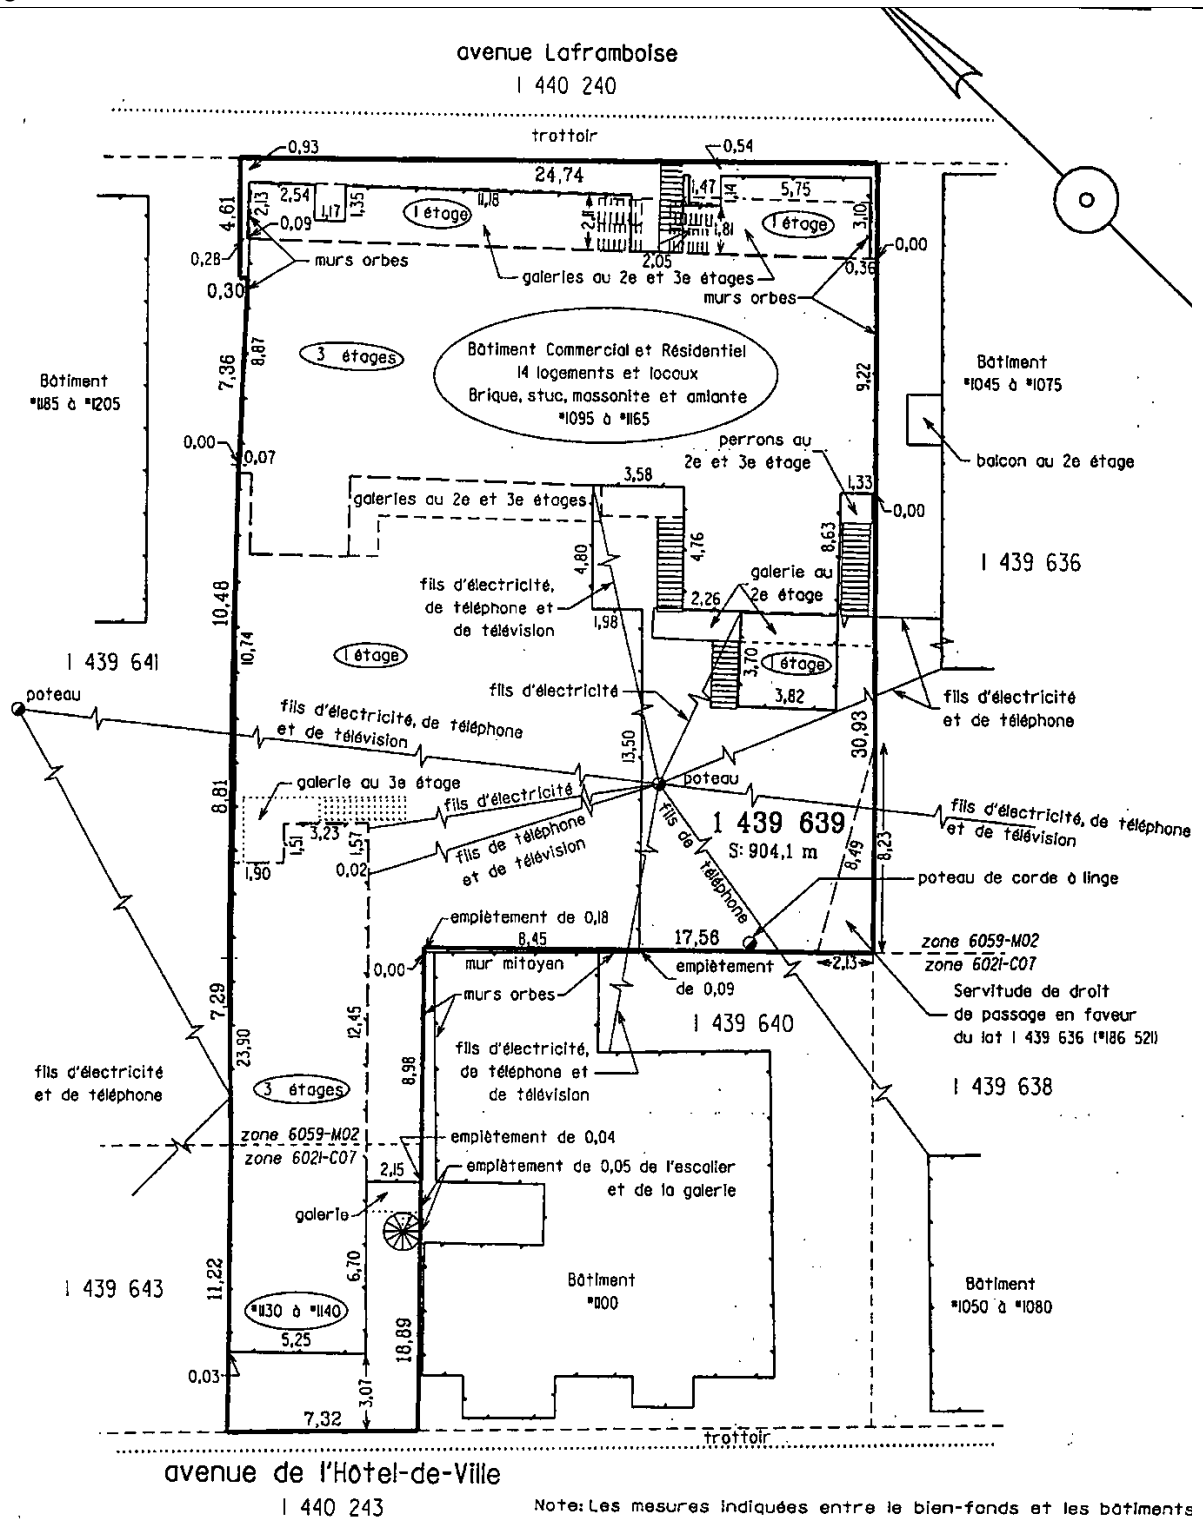 avenue Laframboise
1 440 240
trottoir
0,93
0,54
24,74
2,54
11,18
1,47
1,14
5,75
4,61
2,13
1,17
1,35
1 étage
2,11
1,81
1 étage
3,10
0,09
0,00
0,28
murs orbes
2,05
0,36
galeries au 2e et 3e étages
0,30
murs orbes
3 étages
8,87
7,36
Bâtiment Commercial et Résidentiel
14 logements et locaux
Brique, stuc, massonite et amiante
#1095 à #1165
9,22
Bâtiment
#1045 à #1075
Bâtiment
#1185 à #1205
0,00
0,07
perrons au
2e et 3e étage
balcon au 2e étage
3,58
1,33
galeries au 2e et 3e étages
0,00
4,80
4,76
8,63
1 439 636
fils d'électricité,
de téléphone et
de télévision
galerie au
2e étage
10,48
2,26
1,98
10,74
1 439 641
1 étage
3,70
1 étage
3,82
poteau
fils d'électricité
fils d'électricité
et de téléphone
fils d'électricité, de téléphone
et de télévision
13,50
30,93
galerie au 3e étage
poteau
8,81
fils d'électricité
fils d'électricité, de téléphone
et de télévision
1 439 639
S: 904,1 m
3,23
1,51
1,57
fils de téléphone
et de télévision
fils de téléphone
8,49
8,23
1,90
0,02
poteau de corde à linge
empiètement de 0,18
8,45
17,56
zone 6059-M02
zone 6021-C07
0,00
mur mitoyen
empiètement
de 0,09
2,13
murs orbes
Servitude de droit
de passage en faveur
du lot 1 439 636 (#186 521)
7,29
12,45
1 439 640
23,90
8,98
fils d'électricité,
de téléphone et
de télévision
fils d'électricité
et de téléphone
3 étages
1 439 638
zone 6059-M02
zone 6021-C07
empiètement de 0,04
2,15
empiètement de 0,05 de l'escalier
et de la galerie
galerie
6,70
11,22
1 439 643
#1130 à #1140
Bâtiment
#1100
Bâtiment
#1050 à #1080
5,25
18,89
0,03
3,07
7,32
trottoir
avenue de l'Hôtel-de-Ville
1 440 243
Note: Les mesures indiquées entre le bien-fonds et les bâtiments